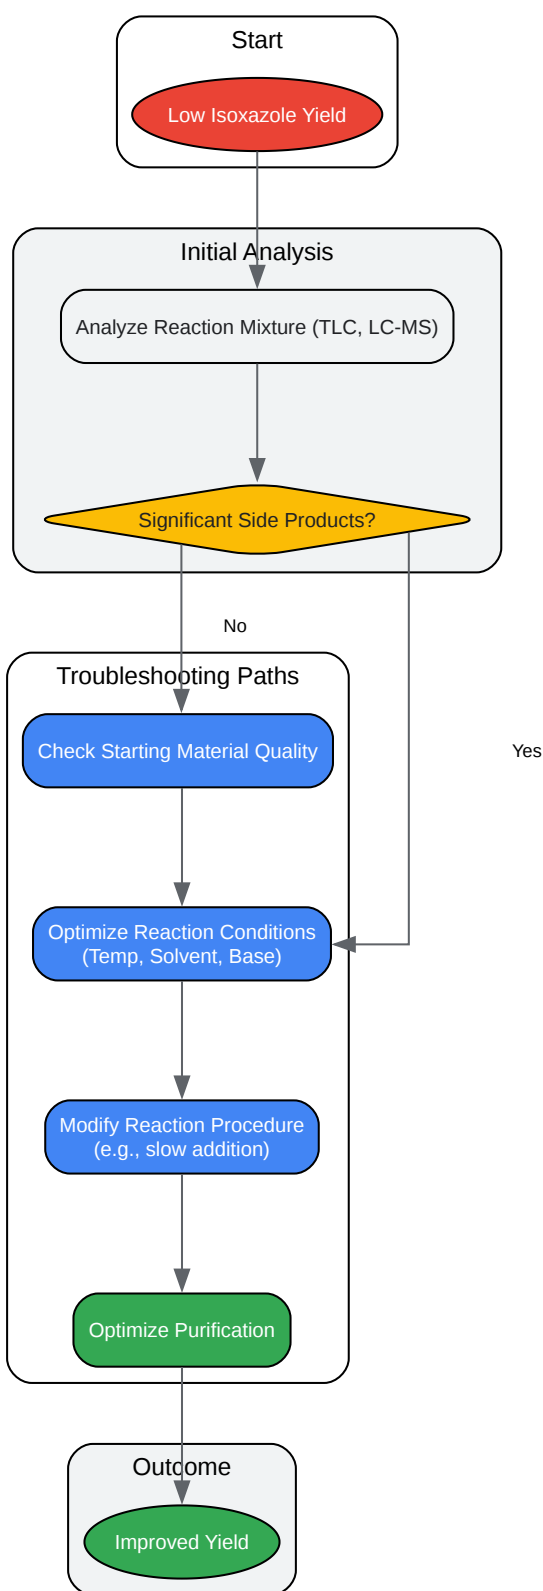 Start
Low Isoxazole Yield
Initial Analysis
Analyze Reaction Mixture (TLC, LC-MS)
Significant Side Products?
No
Troubleshooting Paths
Check Starting Material Quality
Yes
Optimize Reaction Conditions
(Temp, Solvent, Base)
Modify Reaction Procedure
(e.g., slow addition)
Optimize Purification
Outcome
Improved Yield